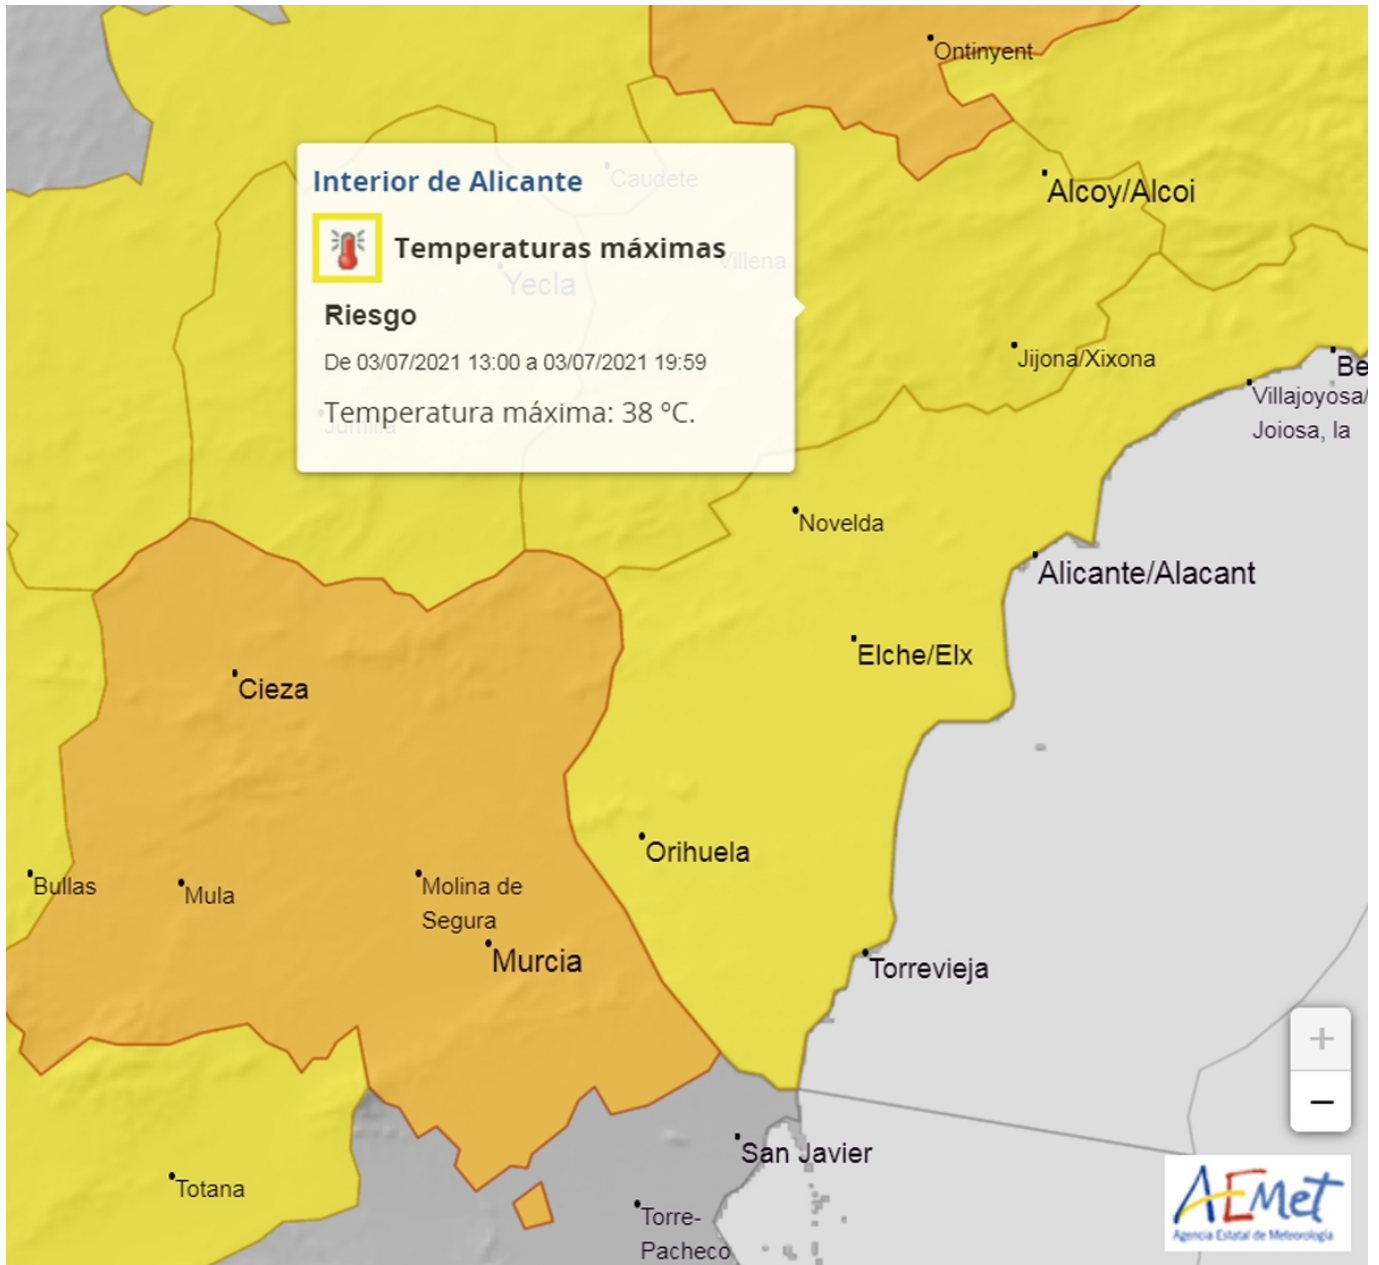 Ontinyent
Caudete
Alcoy/Alcoi
Interior de Alicante
Temperaturas máximas
Villena
Yecla
Riesgo
De 03/07/2021 13:00 a 03/07/2021 19:59
Temperatura máxima: 38 ºC.
Jumilla
Jijona/Xixona
Be
Villajoyosa/
Joiosa, la
Novelda
Alicante/Alacant
Elche/Elx
Cieza
Orihuela
Bullas
Mula
Molina de
Segura
Murcia
Torrevieja
+
−
San Javier
Totana
Torre-
Pacheco
AEMet
Agencia Estatal de Meteorología